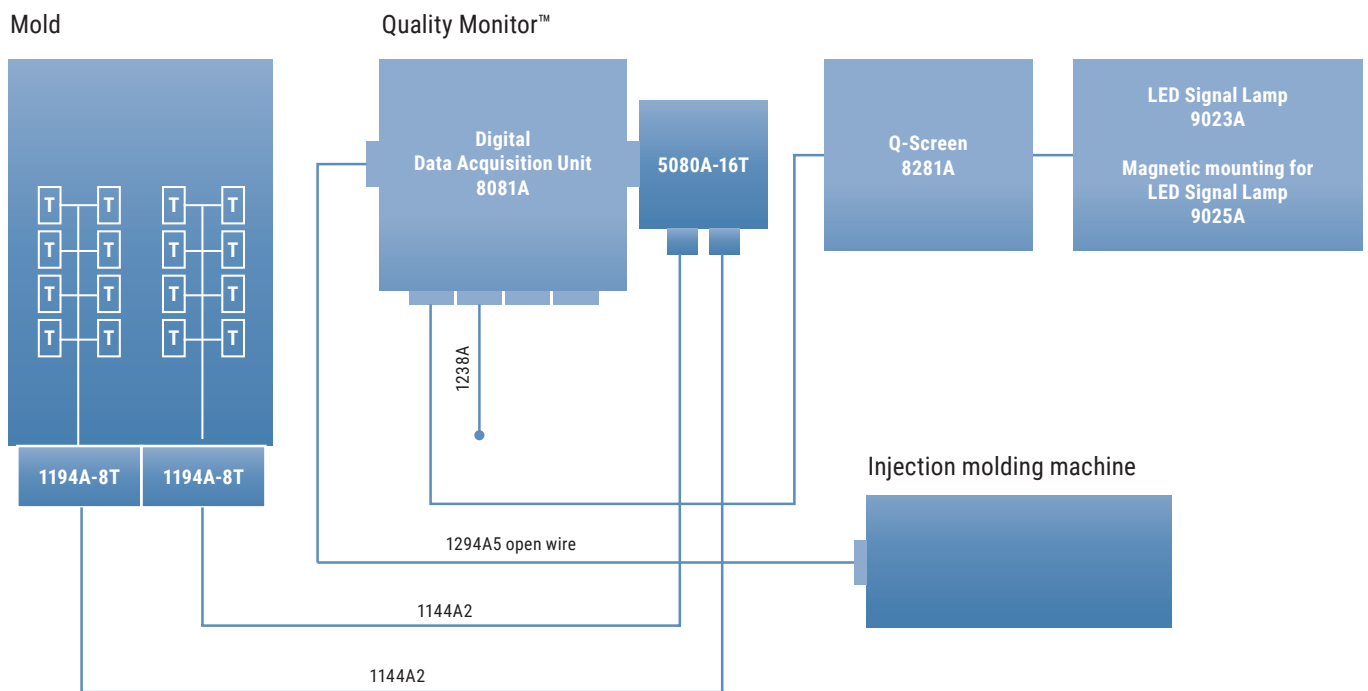 Mold
Quality Monitor™
Digital
Data Acquisition Unit
8081A
5080A-16T
Q-Screen
8281A
LED Signal Lamp
9023A
Magnetic mounting for
LED Signal Lamp
9025A
T T T T
T T T T
T T T T
T T T T
1238A
1194A-8T 1194A-8T
Injection molding machine
1294A5 open wire
1144A2
1144A2